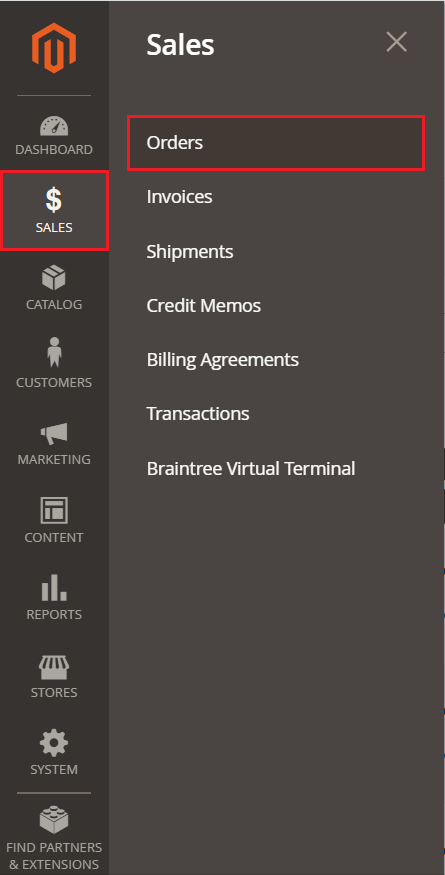 DASHBOARD
$
SALES
CATALOG
CUSTOMERS
MARKETING
CONTENT
REPORTS
STORES
SYSTEM
FIND PARTNERS
& EXTENSIONS
Sales
Orders
Invoices
Shipments
Credit Memos
Billing Agreements
Transactions
Braintree Virtual Terminal